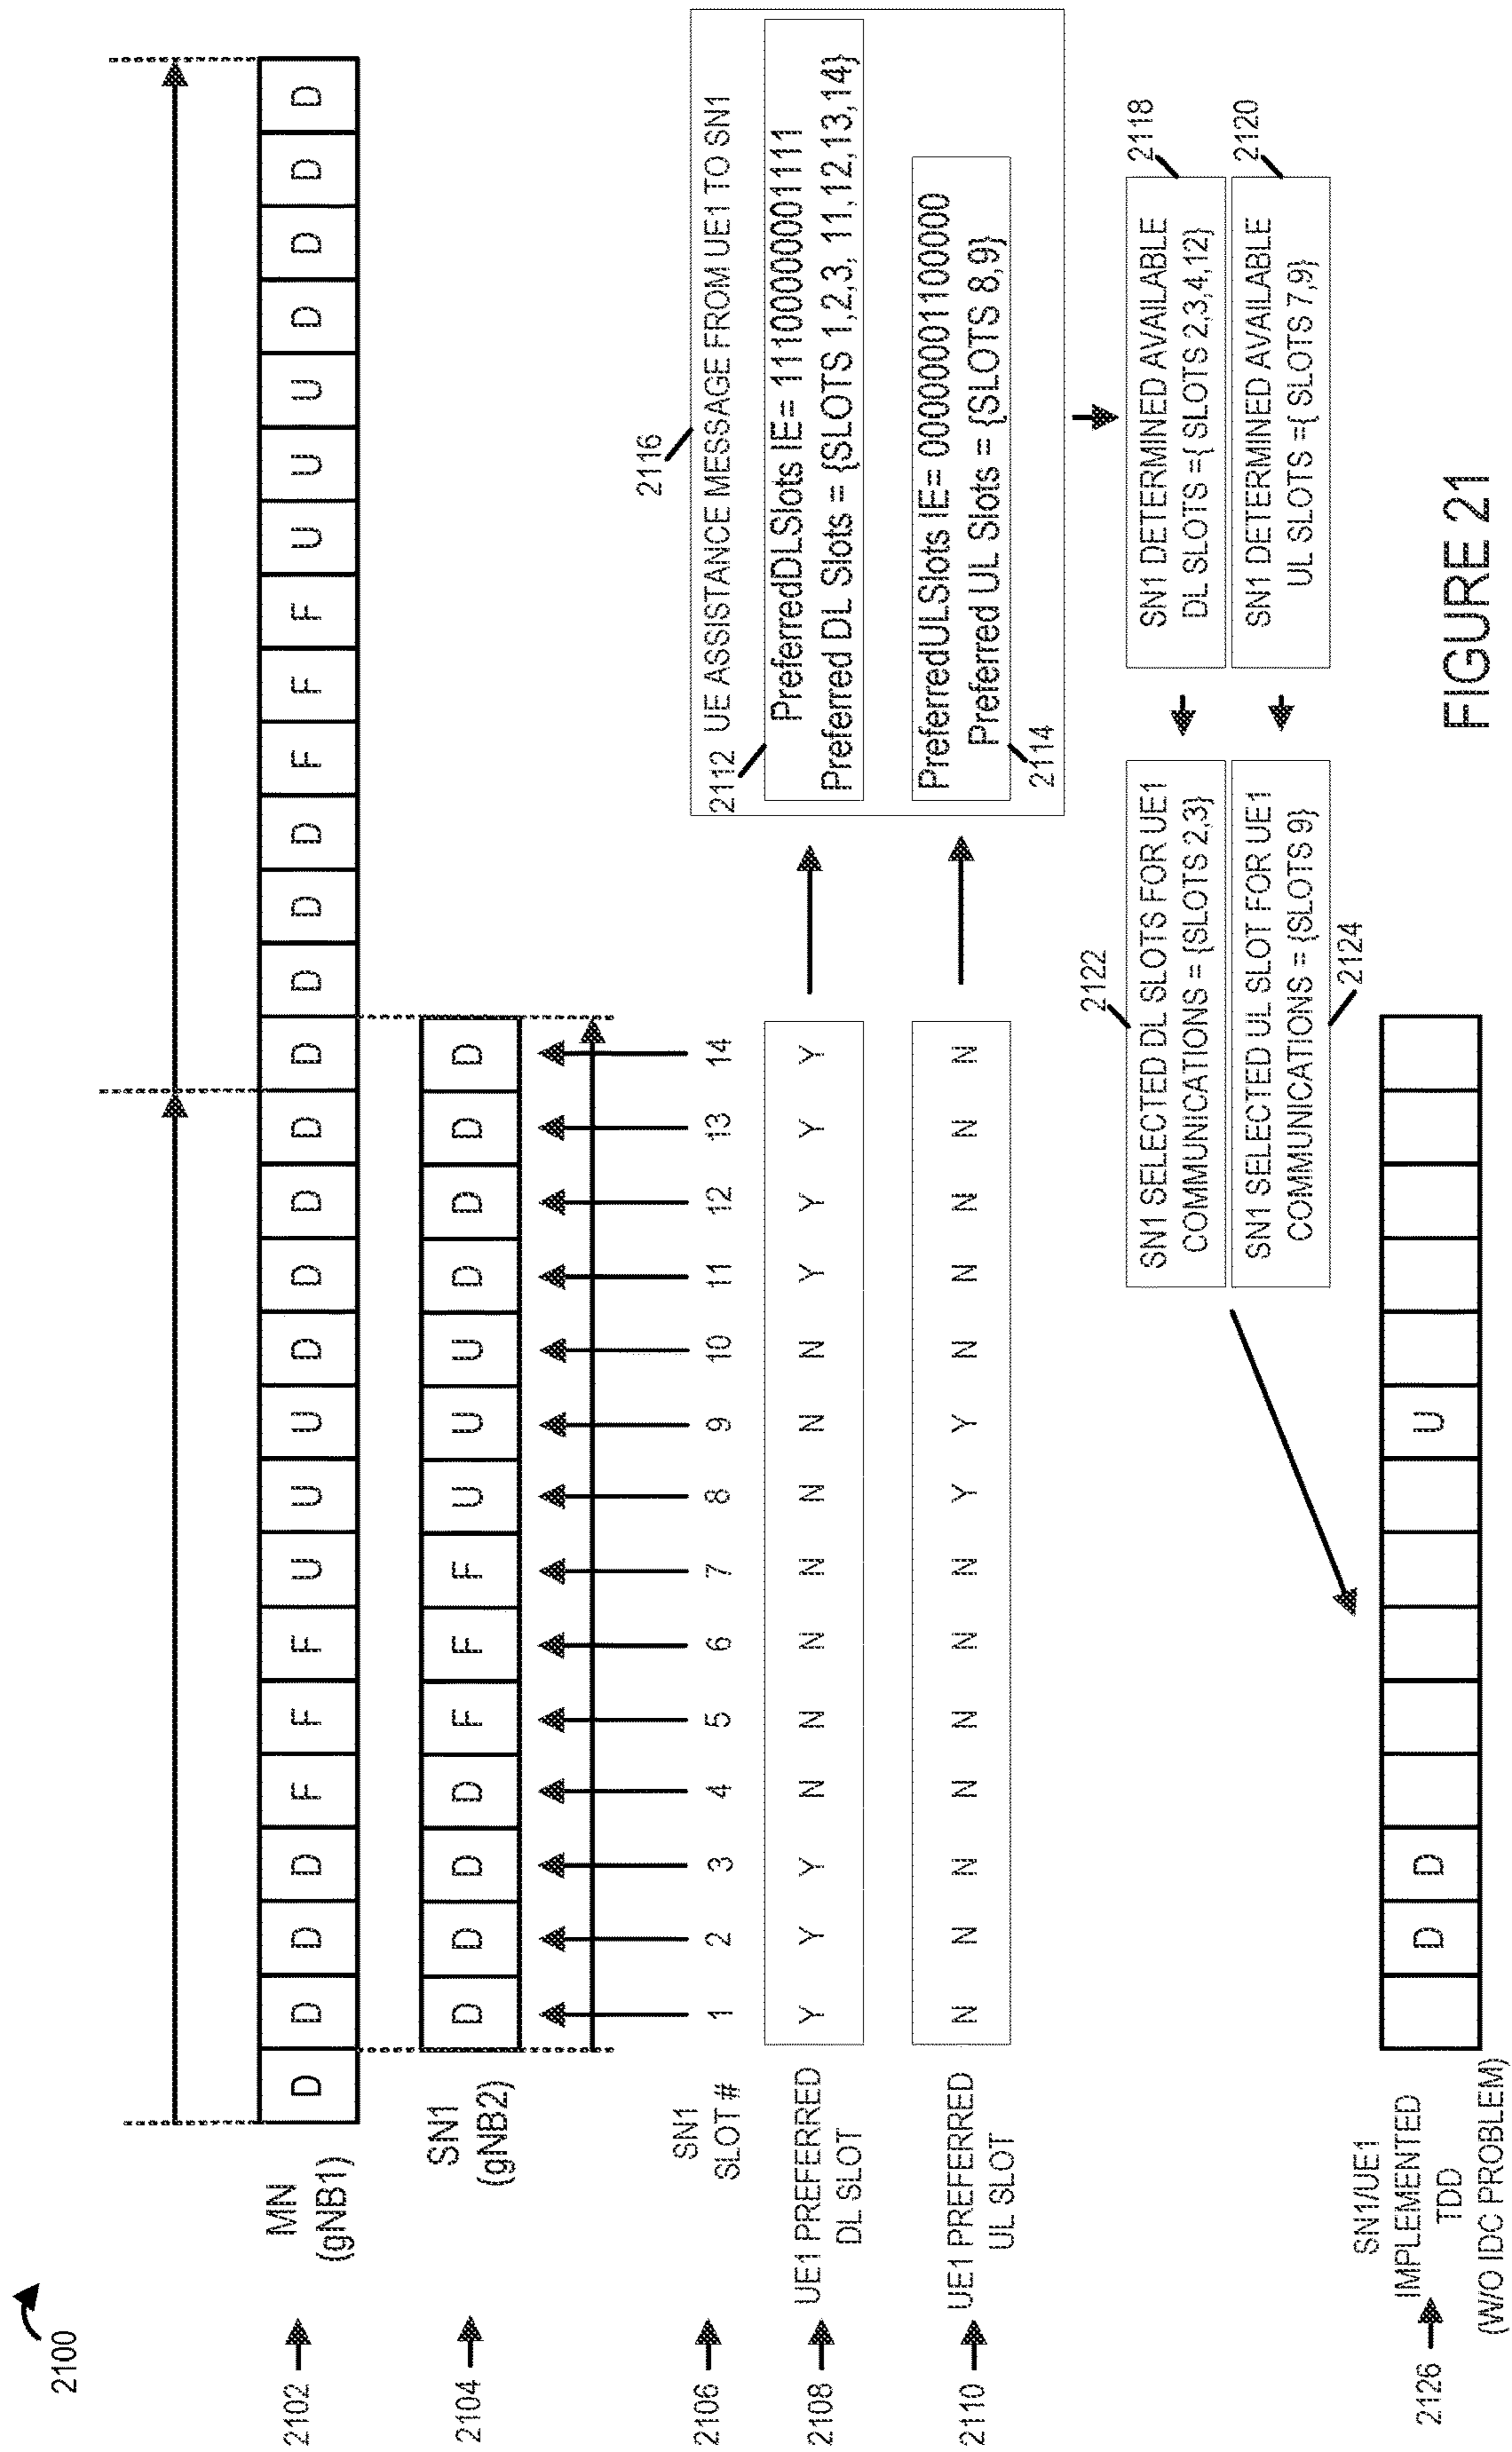 2100
2102
MN
(gNB1)
D D D D F F F U U U D D D D D D D D F F F U U U D D D D
2104
SN1
(gNB2)
D D D D F F F U U U D D D D
2106
SN1
SLOT #
1 2 3 4 5 6 7 8 9 10 11 12 13 14
2108
UE1 PREFERRED
DL SLOT
Y Y Y N N N N N N N Y Y Y Y
2110
UE1 PREFERRED
UL SLOT
N N N N N N N Y Y N N N N N
2116
2112
UE ASSISTANCE MESSAGE FROM UE1 TO SN1
PreferredDLSlots IE= 11100000001111
Preferred DL Slots = {SLOTS 1,2,3, 11,12,13,14}
PreferredULSlots IE= 00000001100000
Preferred UL Slots = {SLOTS 8,9}
2114
2118
SN1 DETERMINED AVAILABLE
DL SLOTS ={ SLOTS 2,3,4,12}
2120
SN1 DETERMINED AVAILABLE
UL SLOTS ={ SLOTS 7,9}
2122
SN1 SELECTED DL SLOTS FOR UE1
COMMUNICATIONS = {SLOTS 2,3}
SN1 SELECTED UL SLOT FOR UE1
COMMUNICATIONS = {SLOTS 9}
2124
2126
SN1/UE1
IMPLEMENTED
TDD
(W/O IDC PROBLEM)
D D U
FIGURE 21